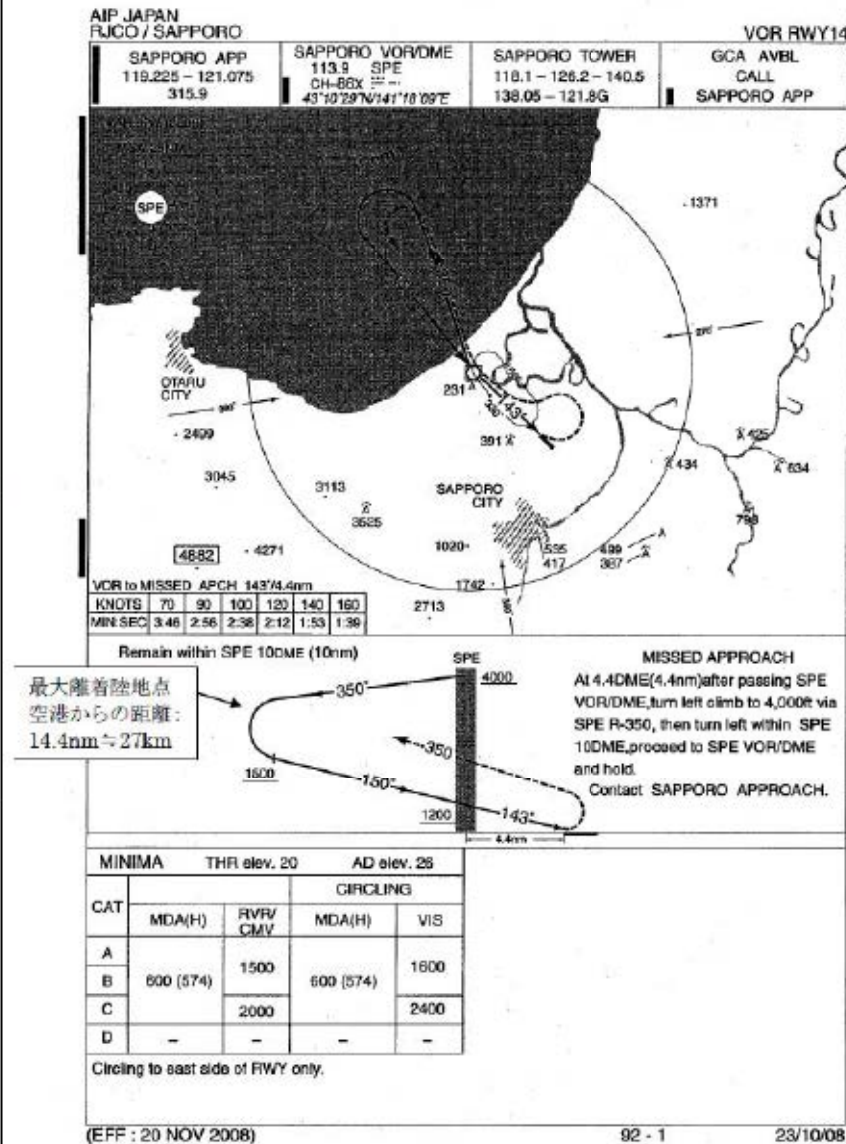 AIP JAPAN
RJCO / SAPPORO
VOR RWY14
SAPPORO APP
119.225 – 121.075
315.9
SAPPORO VOR/DME
113.9 SPE
CH-86X
43°10'29"N/141°18'09"E
SAPPORO TOWER
118.1 – 126.2 – 140.5
138.05 – 121.8G
GCA AVBL
CALL
SAPPORO APP
SPE
1371
OTARU
CITY
231
143°
391
2499
3045
3113
3525
SAPPORO
CITY
425
434
634
793
4882
4271
1020
535
417
499
387
1742
2713
VOR to MISSED APCH 143°/4.4nm
KNOTS 70 90 100 120 140 160
MIN:SEC 3:46 2:56 2:38 2:12 1:53 1:39
Remain within SPE 10DME (10nm)
SPE
4000
350°
1500
150°
350
1200
143°
4.4nm
最大離着陸地点
空港からの距離:
14.4nm≒27km
MISSED APPROACH
At 4.4DME(4.4nm)after passing SPE
VOR/DME,turn left climb to 4,000ft via
SPE R-350, then turn left within SPE
10DME,proceed to SPE VOR/DME
and hold.
Contact SAPPORO APPROACH.
MINIMA THR elev. 20 AD elev. 26
CAT
CIRCLING
MDA(H) RVR/CMV MDA(H) VIS
A
B 600 (574) 1500 600 (574) 1600
C 2000 2400
D – – – –
Circling to east side of RWY only.
(EFF : 20 NOV 2008)
92 - 1
23/10/08